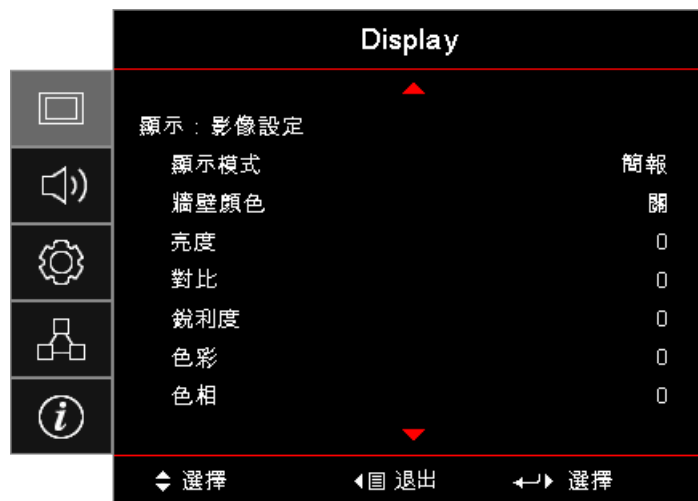 Display
顯示：影像設定
顯示模式 簡報
牆壁顏色 關
亮度 0
對比 0
銳利度 0
色彩 0
色相 0
選擇 退出 選擇